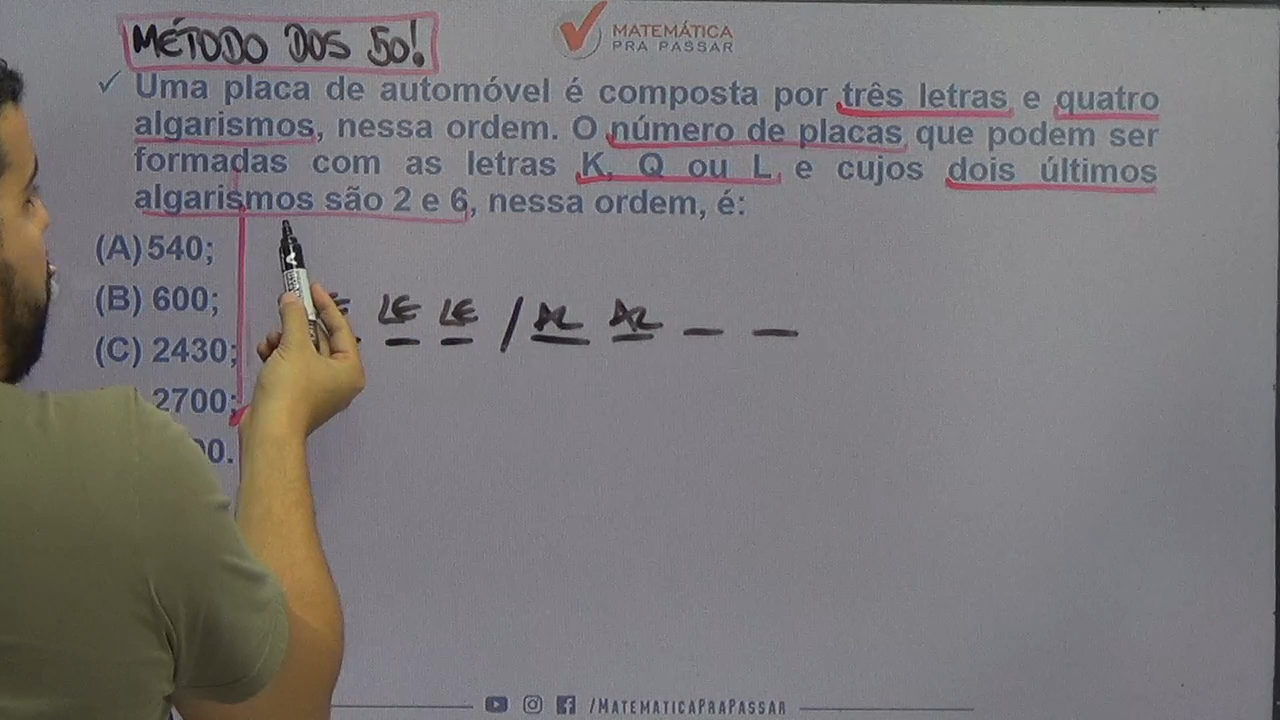 MÉTODO DOS 50!
MATEMÁTICA
PRA PASSAR
✓ Uma placa de automóvel é composta por três letras e quatro
algarismos, nessa ordem. O número de placas que podem ser
formadas com as letras K, Q ou L e cujos dois últimos
algarismos são 2 e 6, nessa ordem, é:
(A) 540;
(B) 600;
(C) 2430;
2700;
LE LE / AL AL _ _
/MATEMATICAPRAPASSAR